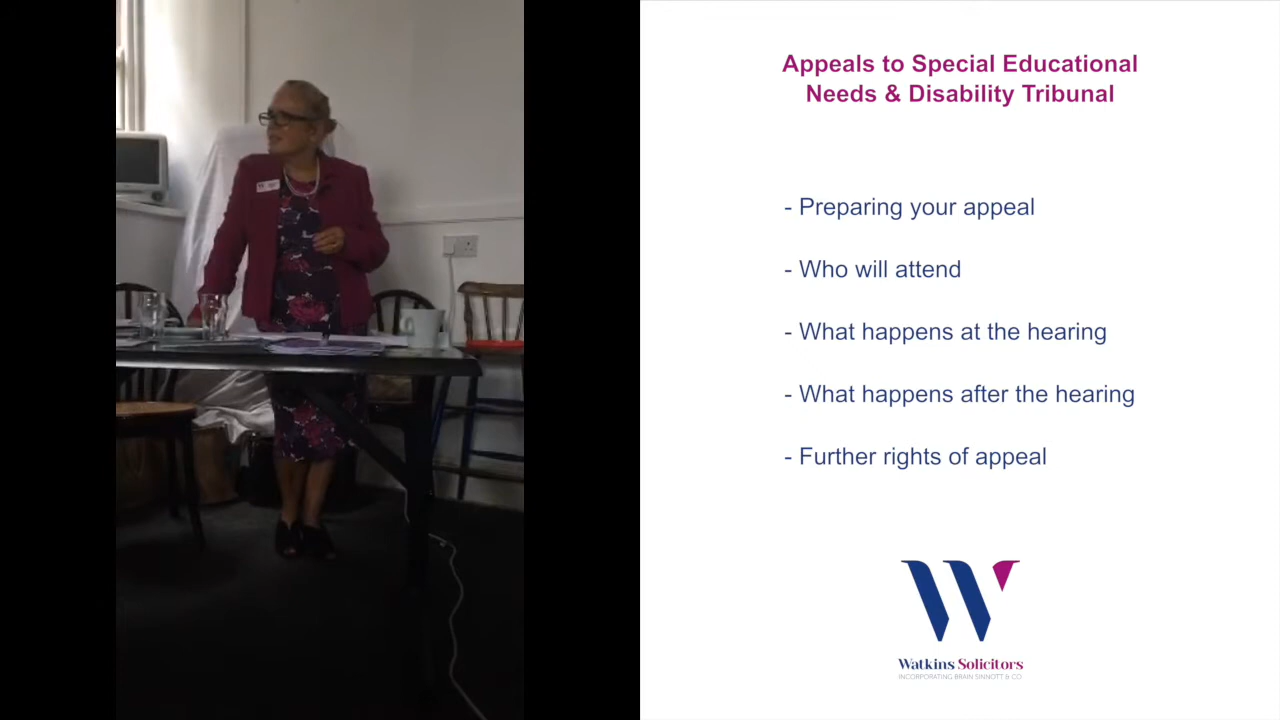 Appeals to Special Educational
Needs & Disability Tribunal
- Preparing your appeal
- Who will attend
- What happens at the hearing
- What happens after the hearing
- Further rights of appeal
W
Watkins Solicitors
INCORPORATING BRAIN SINNOTT & CO